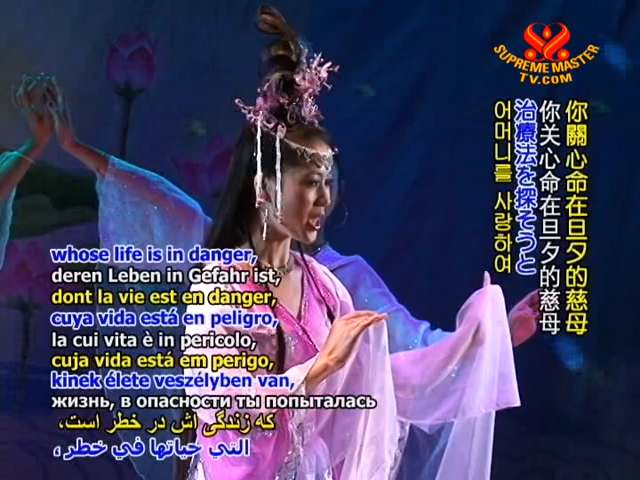 SUPREME MASTER
TV.COM
你關心命在旦夕的慈母
你关心命在旦夕的慈母
治療法を探そうと
어머니를 사랑하여
whose life is in danger,
deren Leben in Gefahr ist,
dont la vie est en danger,
cuya vida está en peligro,
la cui vita è in pericolo,
cuja vida está em perigo,
kinek élete veszélyben van,
жизнь, в опасности ты попыталась
که زندگی اش در خطر است،
التي حياتها في خطر،